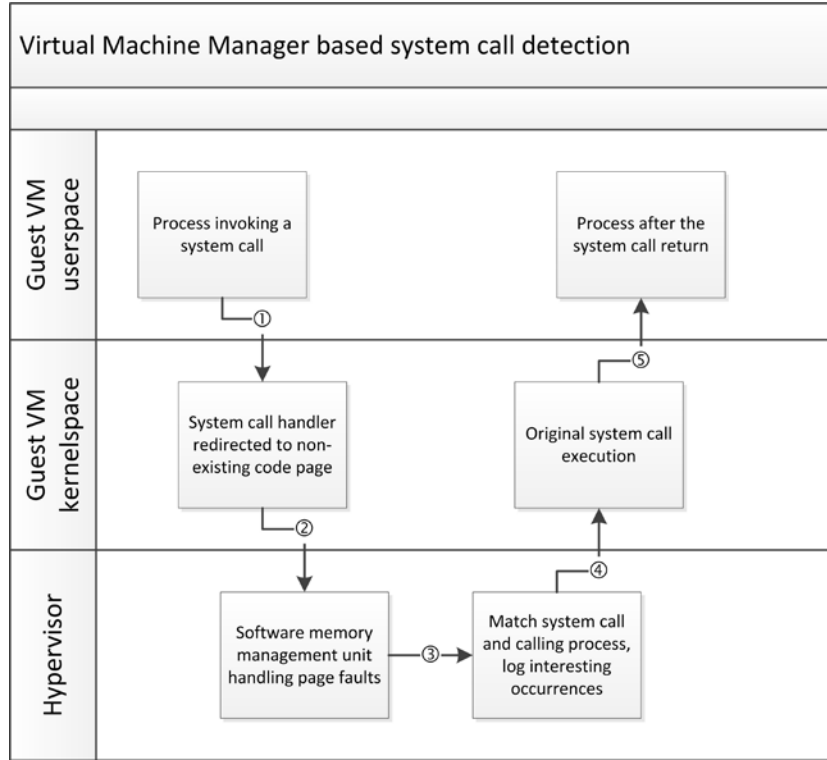 Virtual Machine Manager based system call detection
Guest VM
userspace
Process invoking a
system call
Process after the
system call return
①
Guest VM
kernelspace
System call handler
redirected to non-
existing code page
Original system call
execution
⑤
②
Hypervisor
Software memory
management unit
handling page faults
③
Match system call
and calling process,
log interesting
occurrences
④